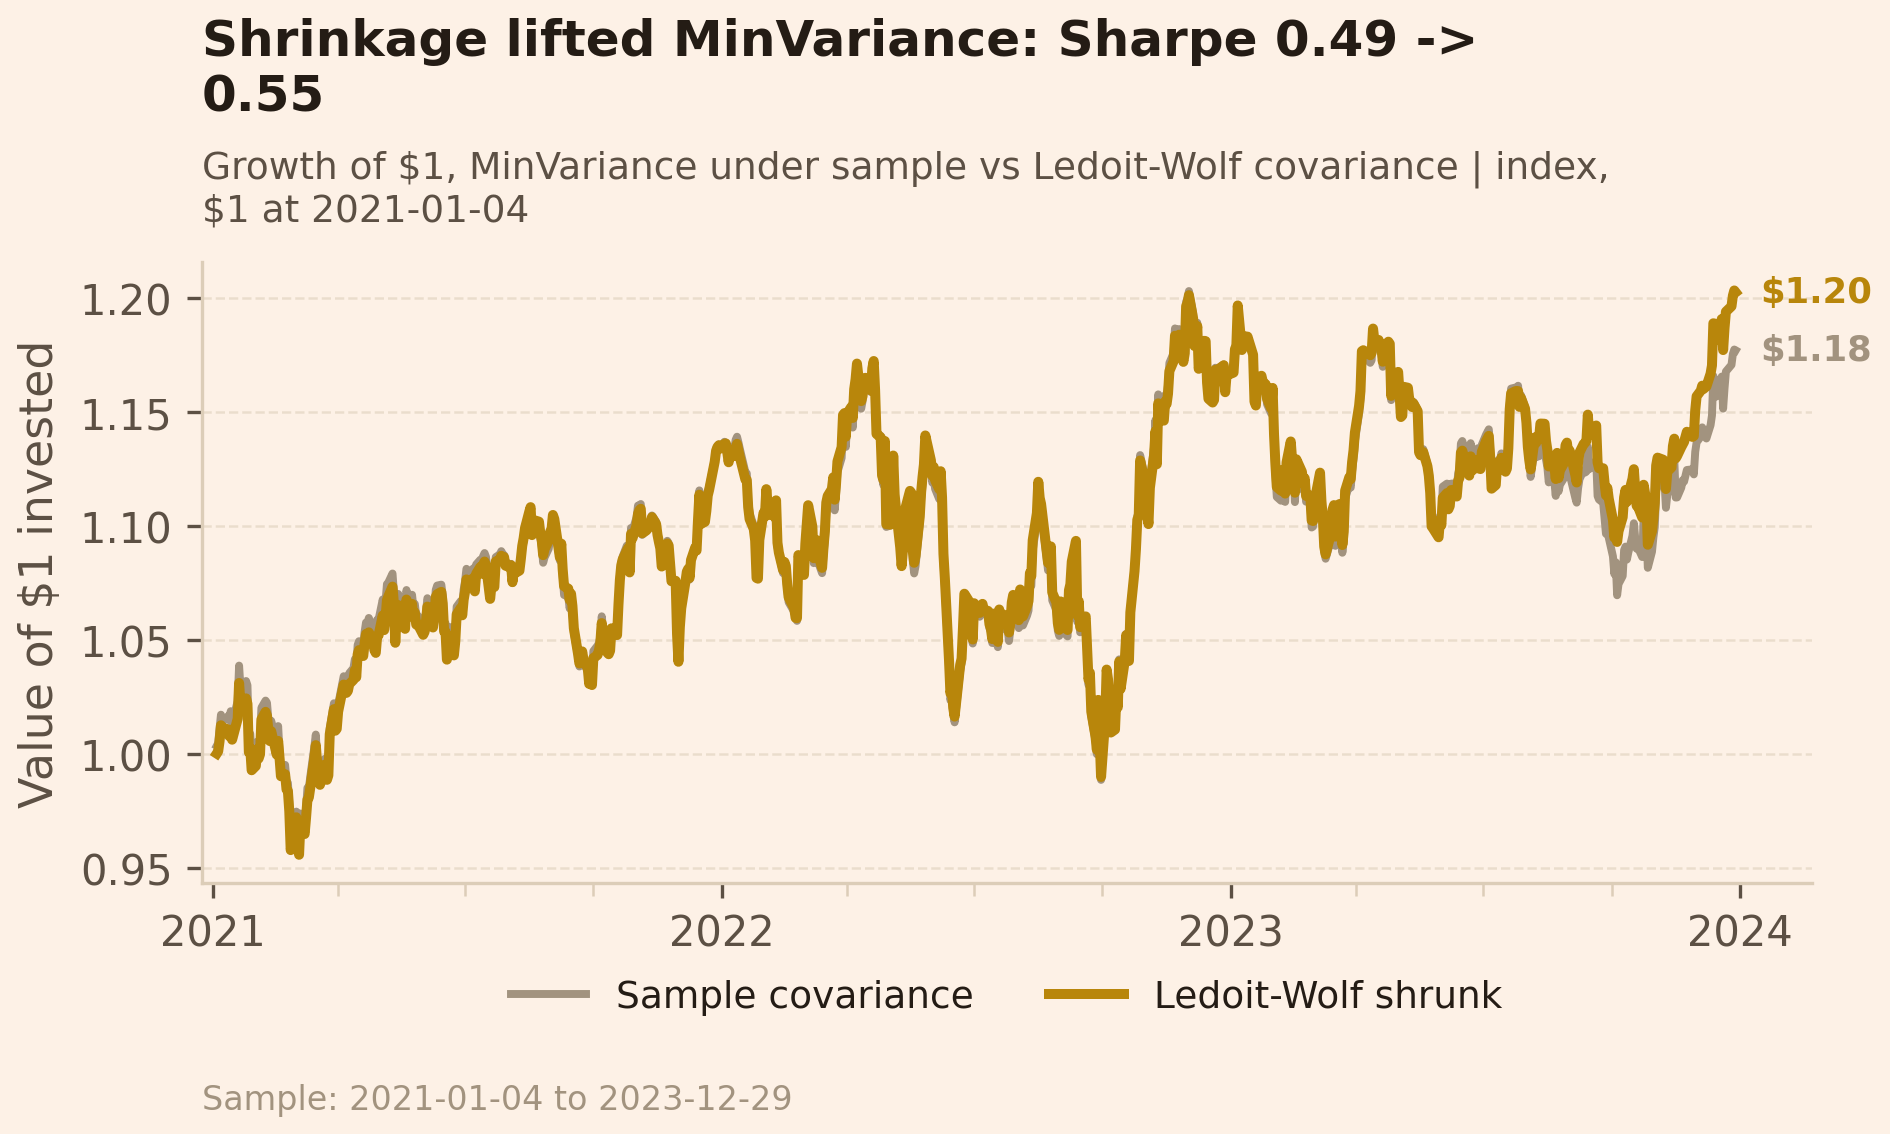 Shrinkage lifted MinVariance: Sharpe 0.49 ->
0.55
Growth of $1, MinVariance under sample vs Ledoit-Wolf covariance | index,
$1 at 2021-01-04
Value of $1 invested
1.20
1.15
1.10
1.05
1.00
0.95
$1.20
$1.18
2021 2022 2023 2024
Sample covariance Ledoit-Wolf shrunk
Sample: 2021-01-04 to 2023-12-29